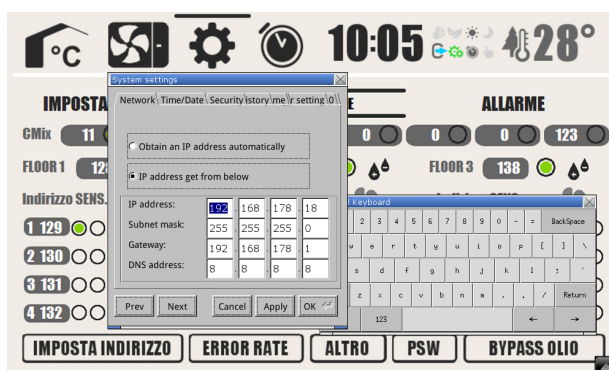 °C 10:05 28°
System settings
IMPOSTA E ALLARME
Network Time/Date Security istory me r setting 0
CMix 11 0 0 0 123
Obtain an IP address automatically
FLOOR 1 12 FLOOR 3 138
IP address get from below
Indirizzo SENS.
IP address: 192 . 168 . 178 . 18
Keyboard
1 129
Subnet mask: 255 . 255 . 255 . 0
2 3 4 5 6 7 8 9 0 - = BackSpace
Gateway: 192 . 168 . 178 . 1
w e r t y u i o p [ ] \
2 130
DNS address: 8 . 8 . 8 . 8
s d f g h j k l ; '
3 131
z x c v b n m , . / Return
4 132
Prev Next Cancel Apply OK
123 ← →
IMPOSTA INDIRIZZO ERROR RATE ALTRO PSW BYPASS OLIO